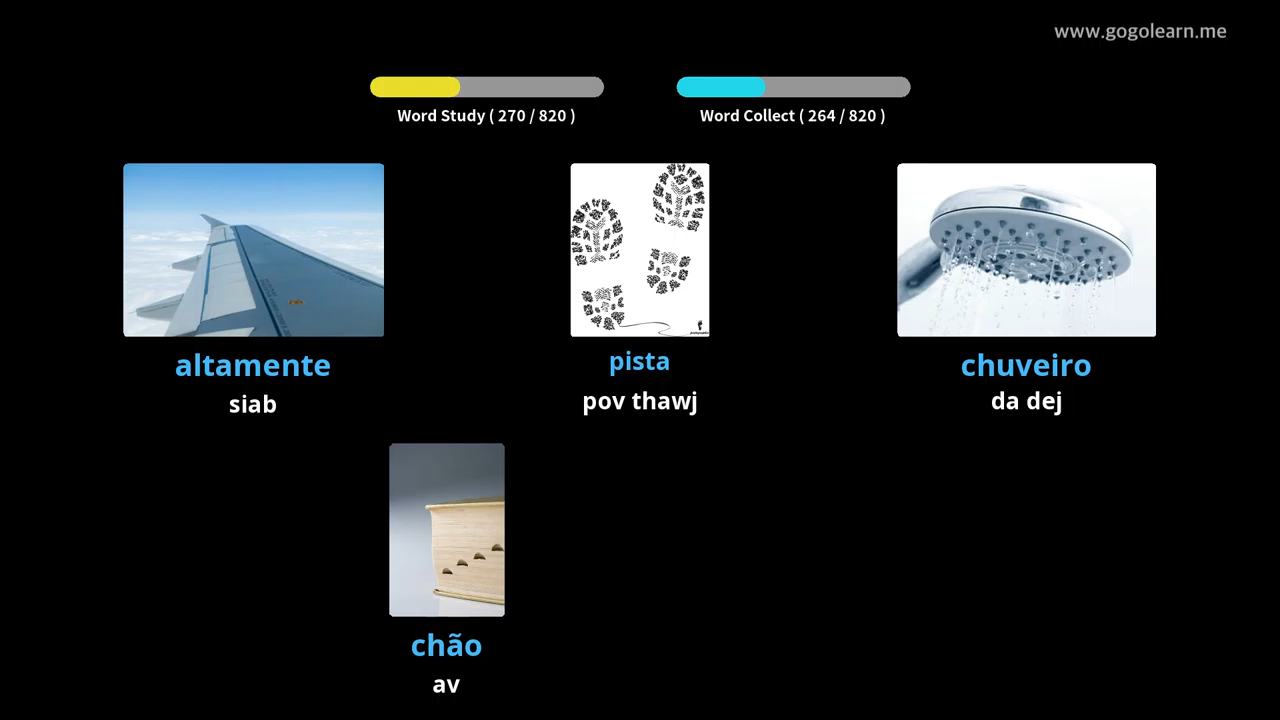 www.gogolearn.me
Word Study ( 270 / 820 )
Word Collect ( 264 / 820 )
altamente
siab
pista
pov thawj
chuveiro
da dej
chão
av